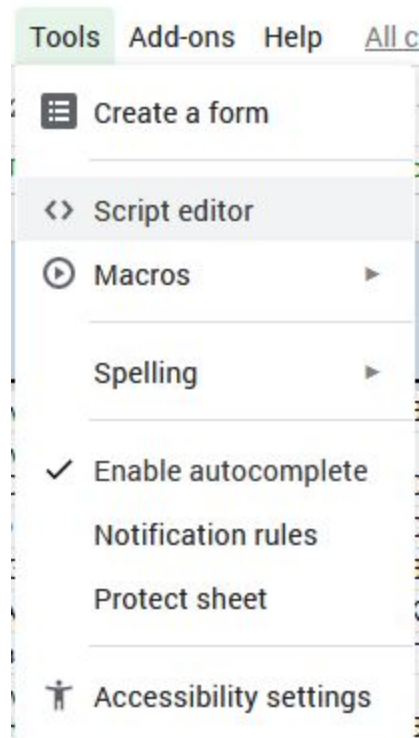 Tools Add-ons Help All c
Create a form
Script editor
Macros
Spelling
Enable autocomplete
Notification rules
Protect sheet
Accessibility settings